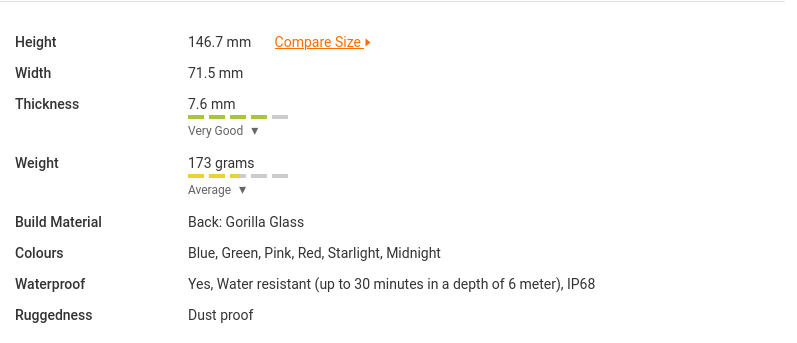 Height 146.7 mm Compare Size
Width 71.5 mm
Thickness 7.6 mm
Very Good ▼
Weight 173 grams
Average ▼
Build Material Back: Gorilla Glass
Colours Blue, Green, Pink, Red, Starlight, Midnight
Waterproof Yes, Water resistant (up to 30 minutes in a depth of 6 meter), IP68
Ruggedness Dust proof